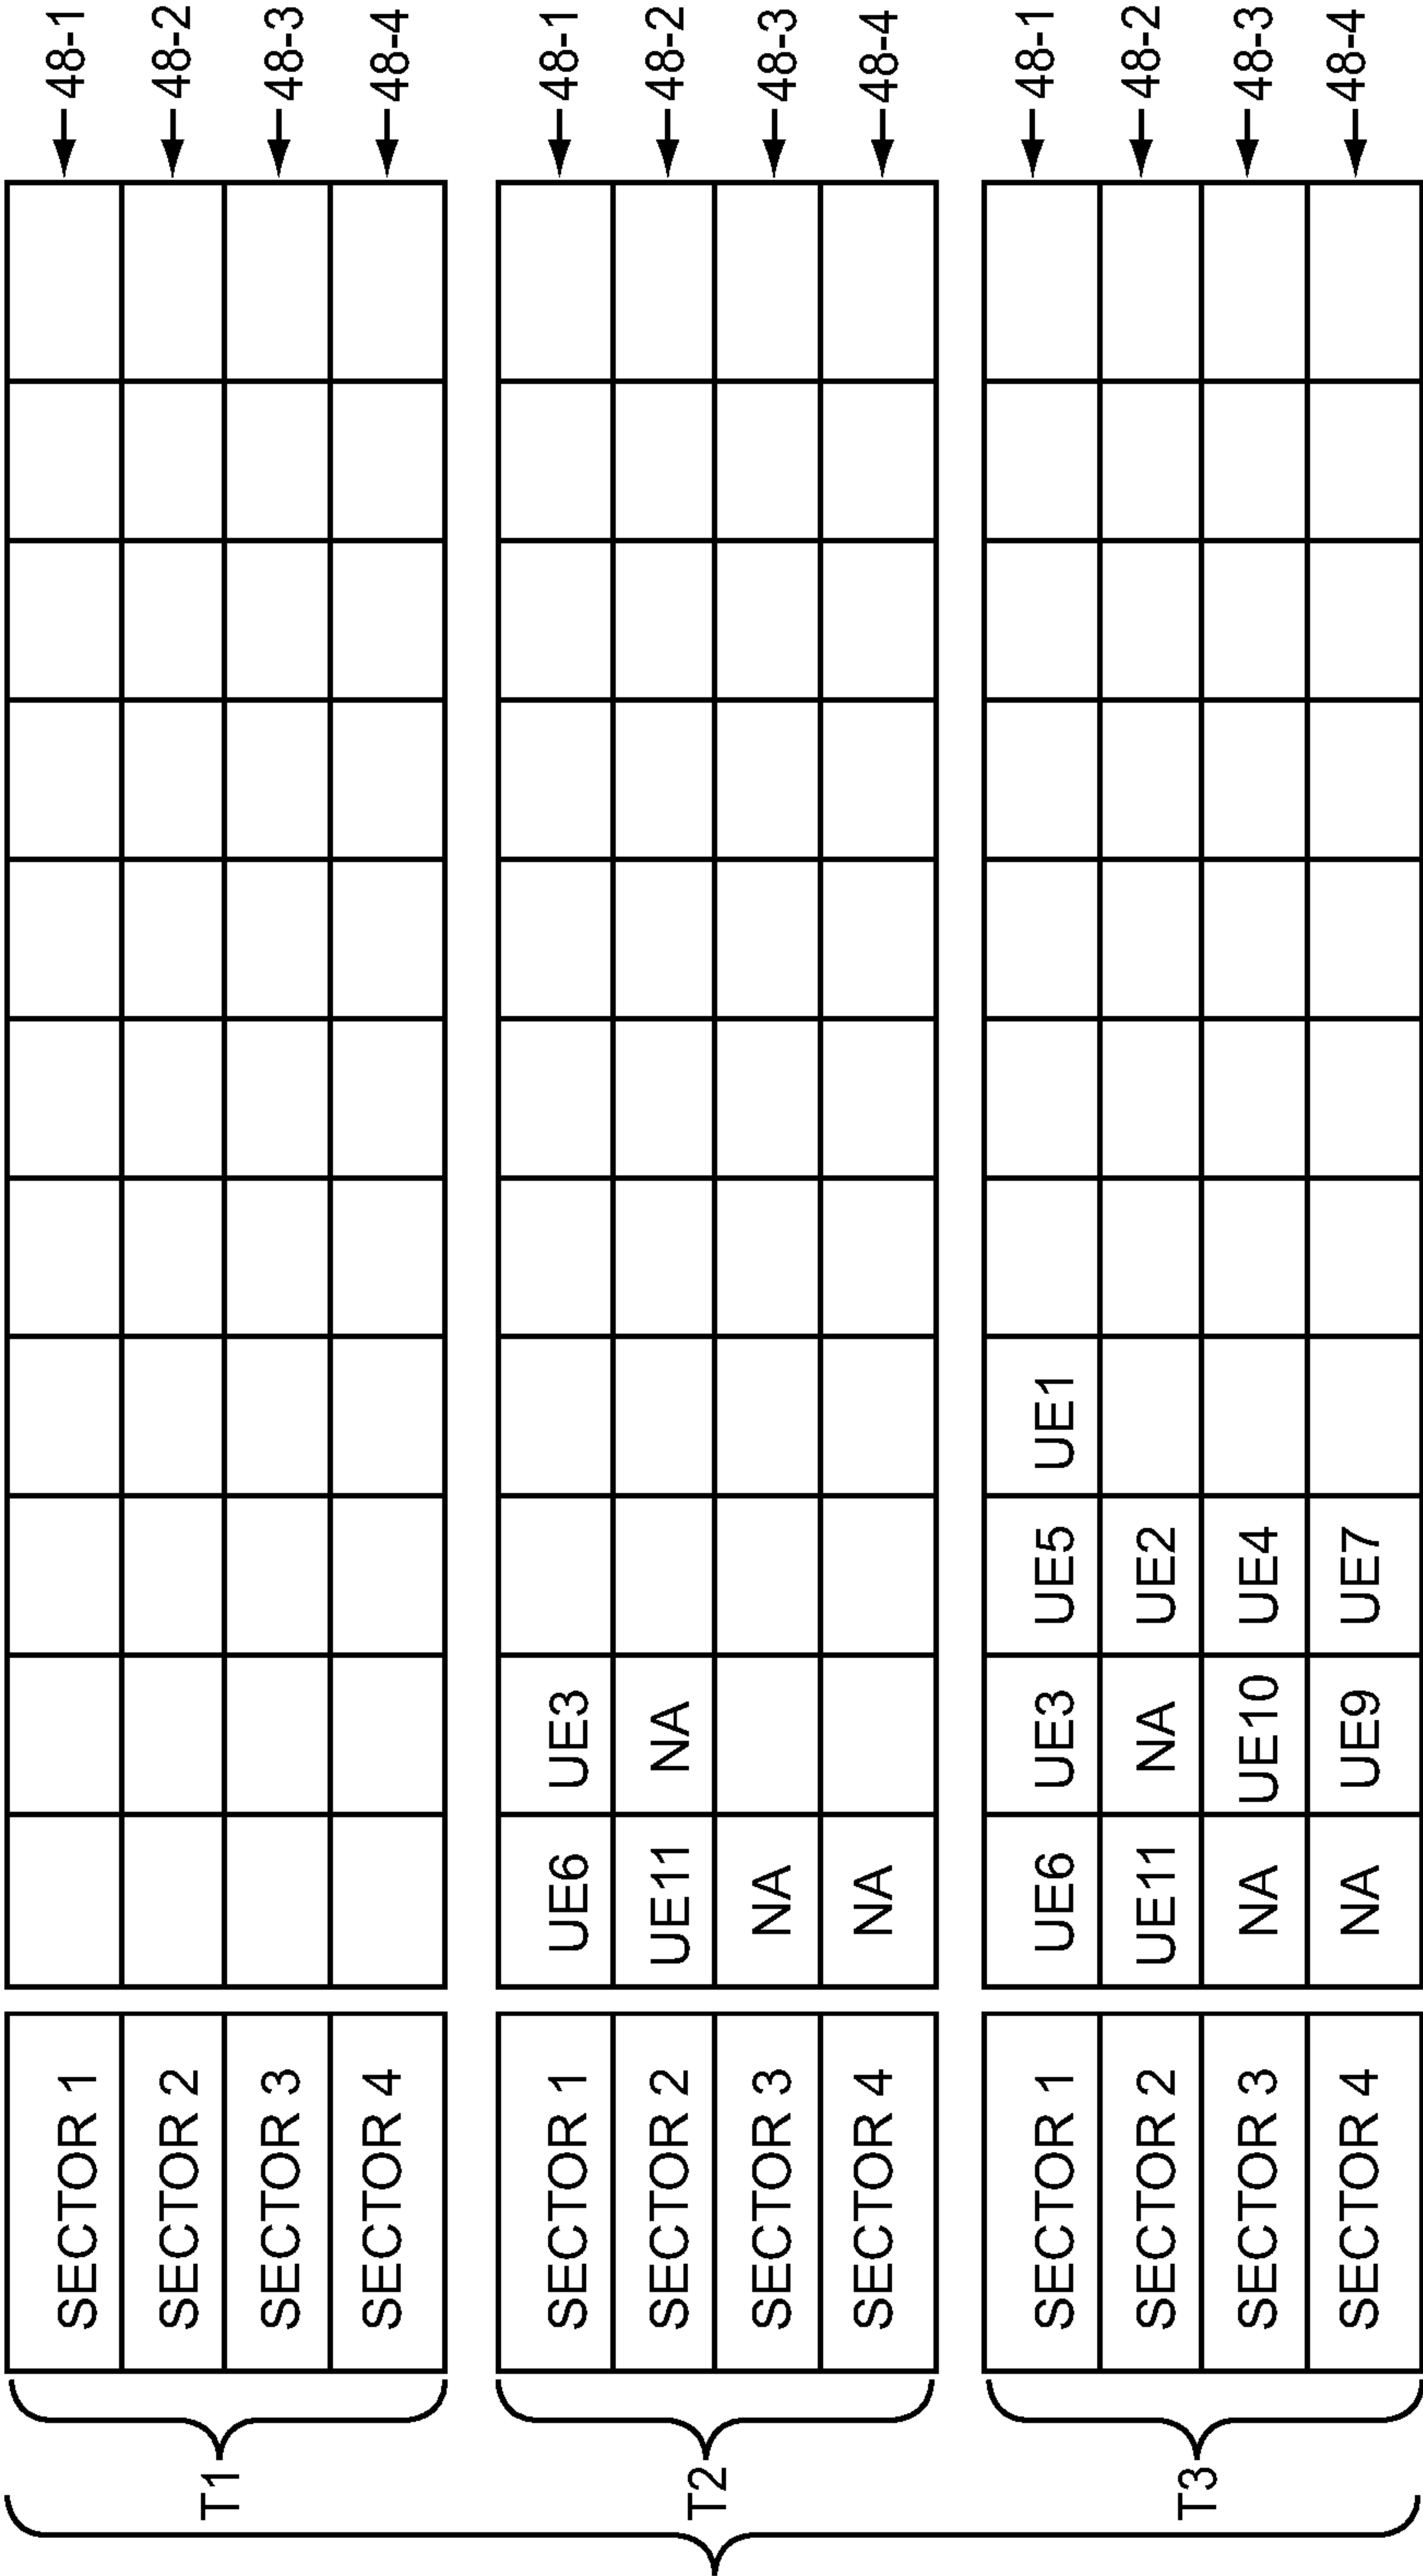 T1
SECTOR 1 48-1
SECTOR 2 48-2
SECTOR 3 48-3
SECTOR 4 48-4
T2
SECTOR 1 UE6 UE3 48-1
SECTOR 2 UE11 NA 48-2
SECTOR 3 NA 48-3
SECTOR 4 NA 48-4
T3
SECTOR 1 UE6 UE3 UE5 UE1 48-1
SECTOR 2 UE11 NA UE2 48-2
SECTOR 3 NA UE10 UE4 48-3
SECTOR 4 NA UE9 UE7 48-4